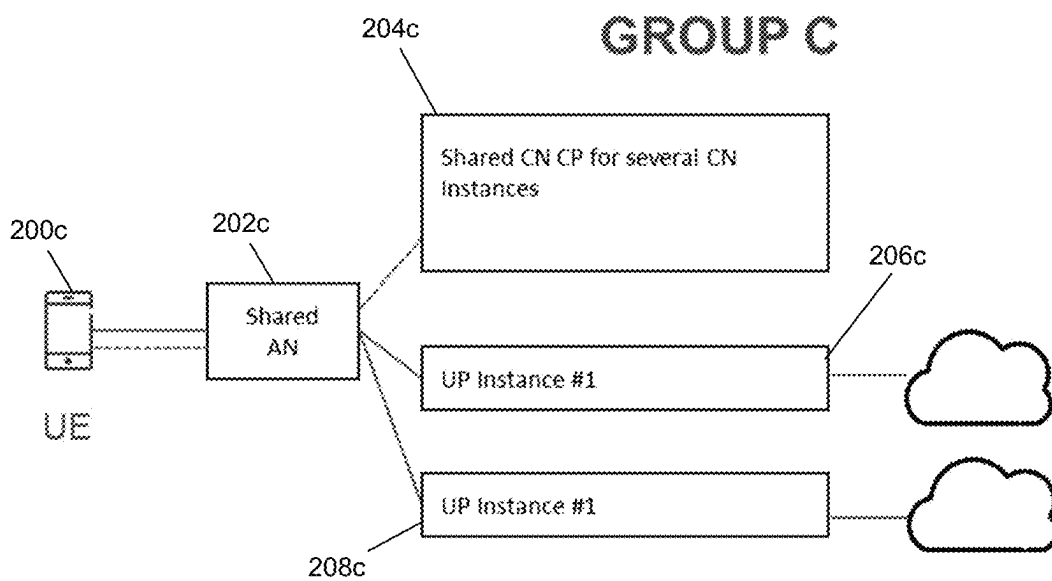 GROUP C
204c
Shared CN CP for several CN
Instances
200c
202c
206c
Shared
AN
UP Instance #1
UE
UP Instance #1
208c